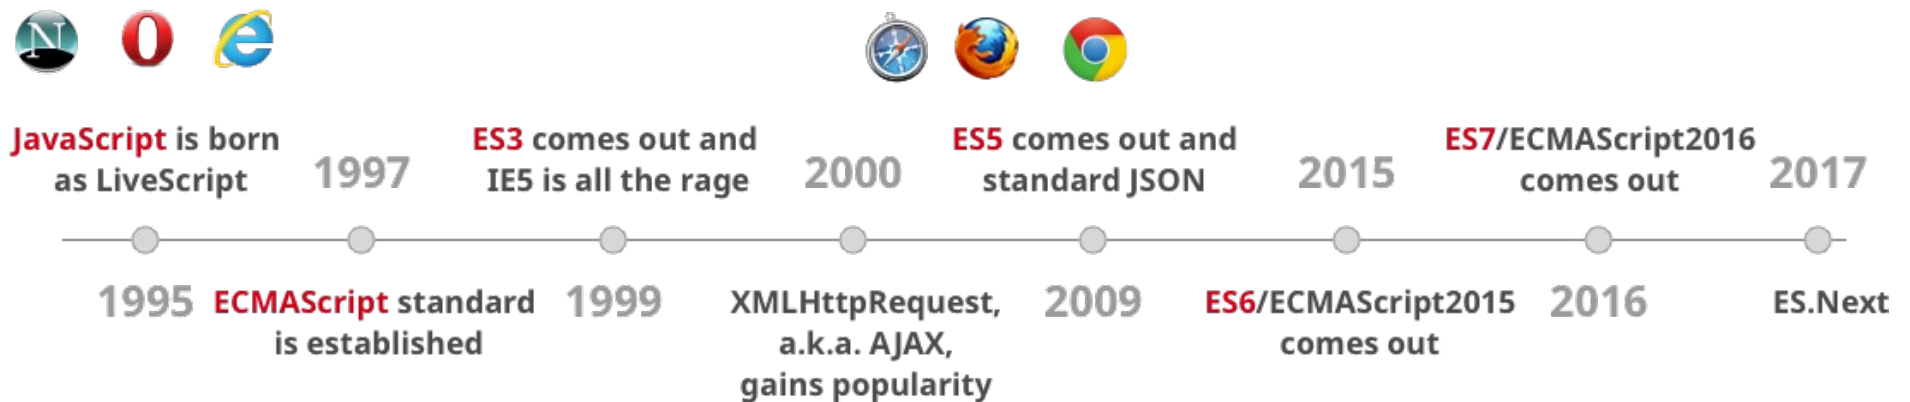 N
JavaScript is born
as LiveScript
1995
1997
ECMAScript standard
is established
ES3 comes out and
IE5 is all the rage
1999
2000
XMLHttpRequest,
a.k.a. AJAX,
gains popularity
ES5 comes out and
standard JSON
2009
2015
ES6/ECMAScript2015
comes out
ES7/ECMAScript2016
comes out
2016
2017
ES.Next